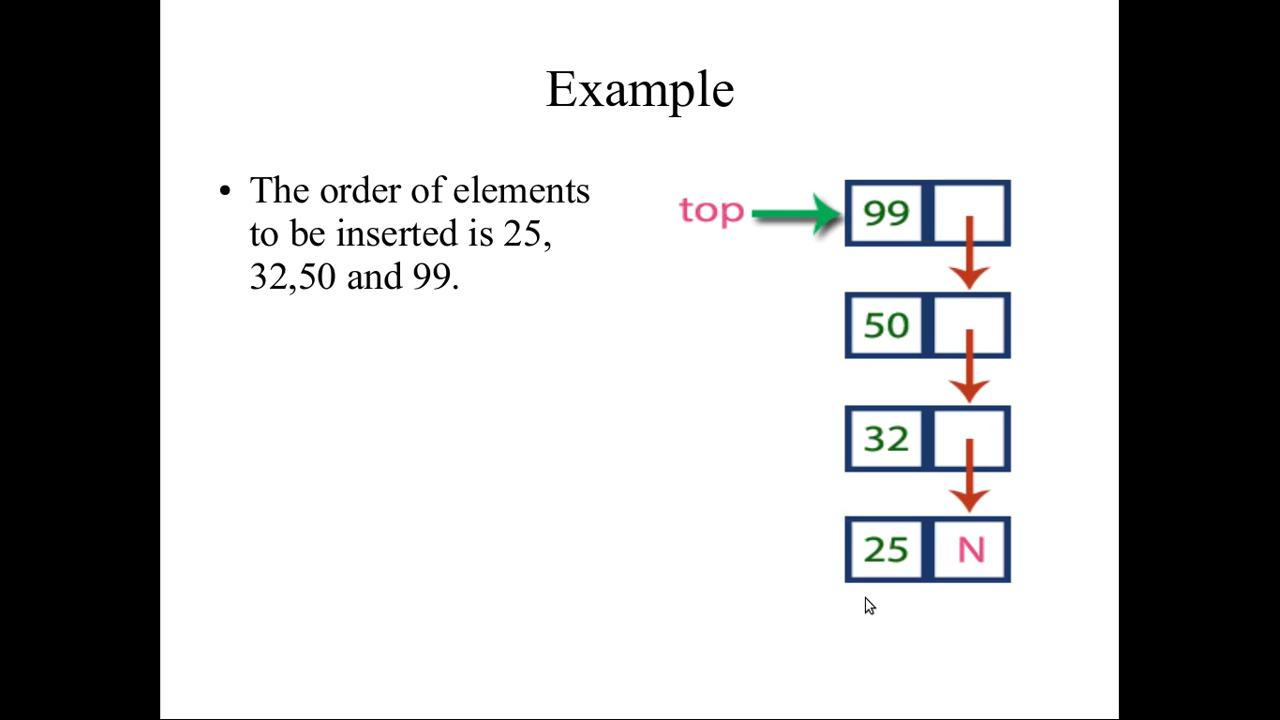 Example
• The order of elements
to be inserted is 25,
32,50 and 99.
top
99
50
32
25 N